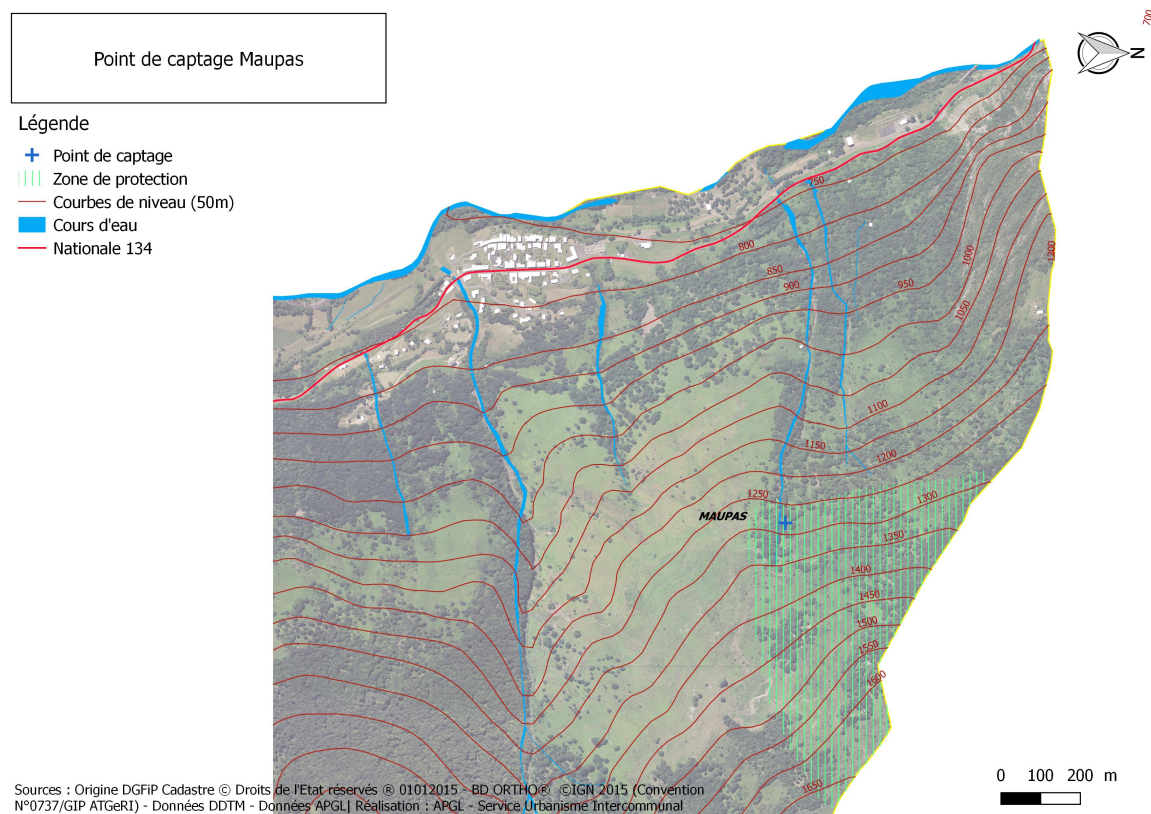 700
Point de captage Maupas
N
Légende
Point de captage
Zone de protection
Courbes de niveau (50m)
Cours d'eau
Nationale 134
750
800
850
900
950
1000
1050
1200
1100
1150
1200
1250
1300
MAUPAS
1350
1400
1450
1500
1550
1600
1650
0 100 200 m
Sources : Origine DGFiP Cadastre © Droits de l'Etat réservés ® 01012015 - BD ORTHO® ©IGN 2015 (Convention
N°0737/GIP ATGeRI) - Données DDTM - Données APGL| Réalisation : APGL - Service Urbanisme Intercommunal